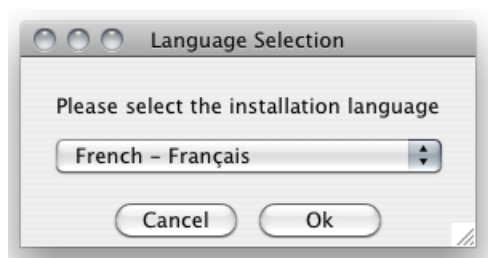 Language Selection
Please select the installation language
French – Français
Cancel Ok